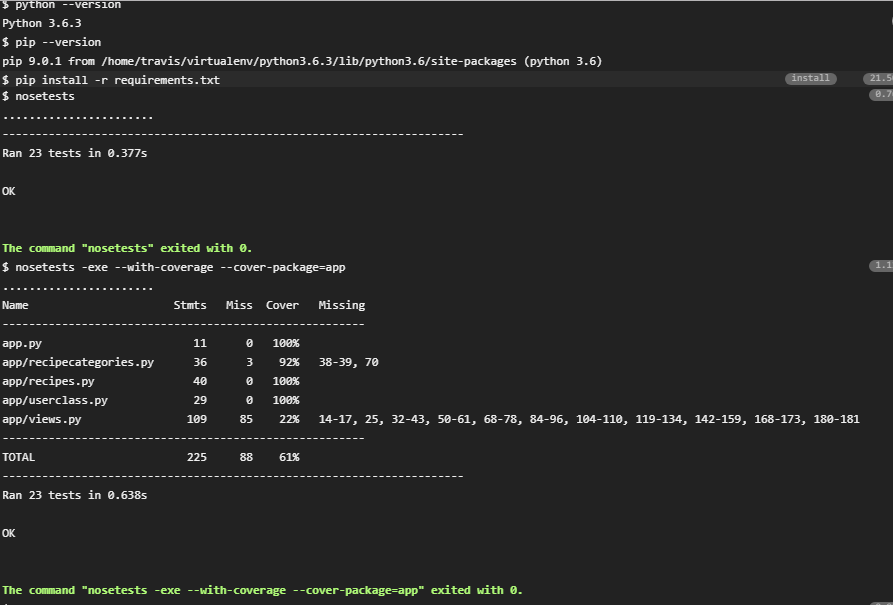 $ python --version
Python 3.6.3
$ pip --version
pip 9.0.1 from /home/travis/virtualenv/python3.6.3/lib/python3.6/site-packages (python 3.6)
$ pip install -r requirements.txt install 21.5
$ nosetests 0.7
.......................
----------------------------------------------------------------------
Ran 23 tests in 0.377s
OK
The command "nosetests" exited with 0.
$ nosetests -exe --with-coverage --cover-package=app 1.1
.......................
Name Stmts Miss Cover Missing
-------------------------------------------------------
app.py 11 0 100%
app/recipecategories.py 36 3 92% 38-39, 70
app/recipes.py 40 0 100%
app/userclass.py 29 0 100%
app/views.py 109 85 22% 14-17, 25, 32-43, 50-61, 68-78, 84-96, 104-110, 119-134, 142-159, 168-173, 180-181
-------------------------------------------------------
TOTAL 225 88 61%
----------------------------------------------------------------------
Ran 23 tests in 0.638s
OK
The command "nosetests -exe --with-coverage --cover-package=app" exited with 0.